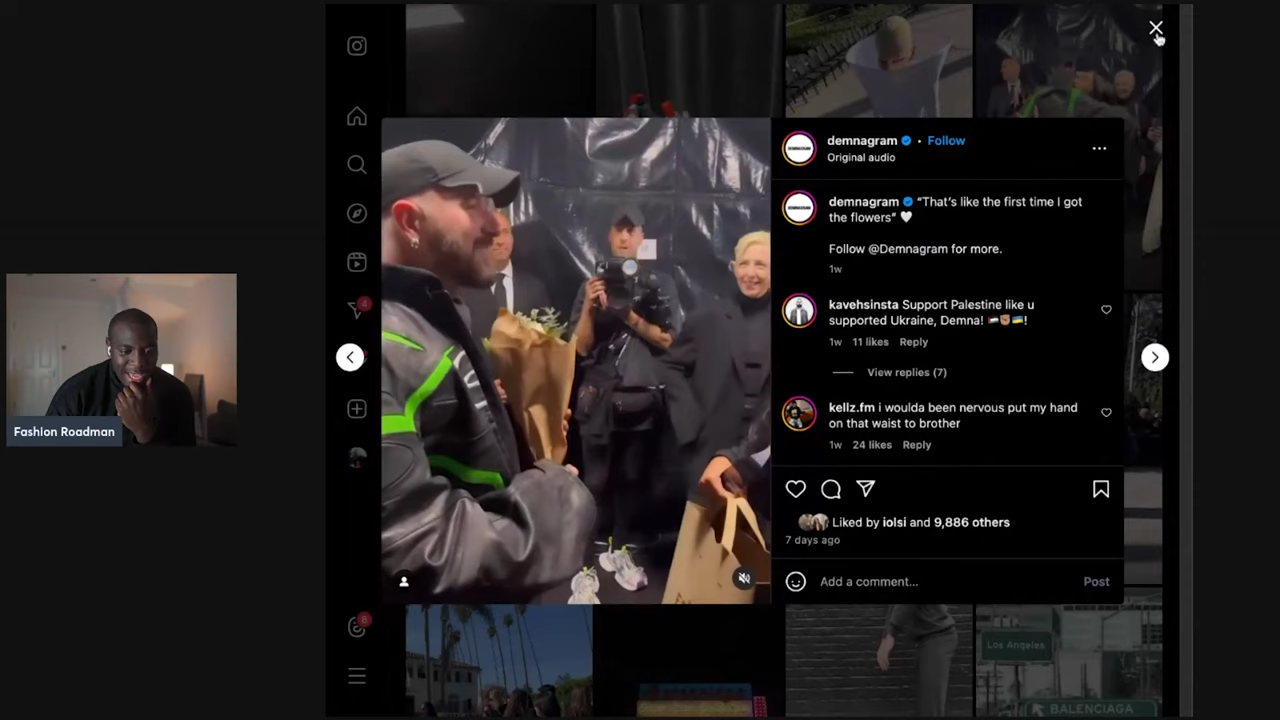 demnagram • Follow
Original audio
demnagram "That's like the first time I got
the flowers" 🤍
Follow @Demnagram for more.
1w
kavehsinsta Support Palestine like u
supported Ukraine, Demna! 🇵🇸✊🏽🇺🇦!
1w 11 likes Reply
View replies (7)
kellz.fm i woulda been nervous put my hand
on that waist to brother
1w 24 likes Reply
Liked by iolsi and 9,886 others
7 days ago
Add a comment... Post
Fashion Roadman
4
8
Los Angeles
BALENCIAGA